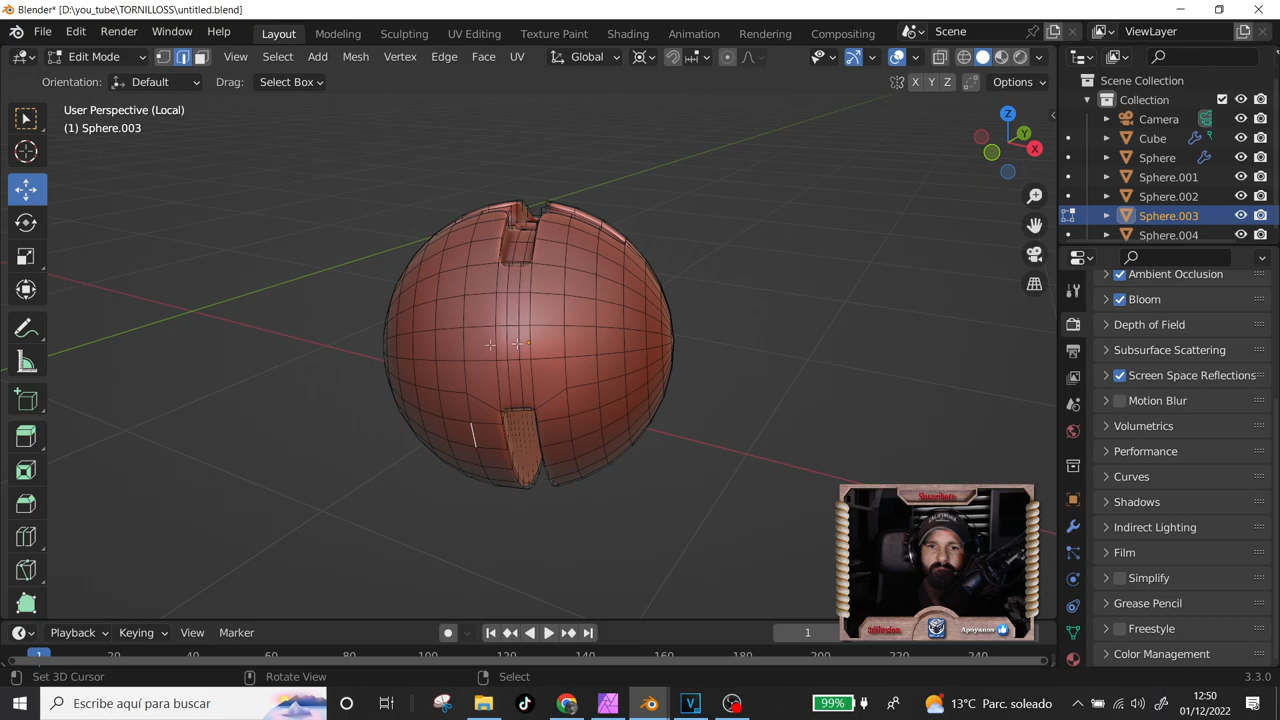 Blender* [D:\you_tube\TORNILLOSS\untitled.blend]
File Edit Render Window Help Layout Modeling Sculpting UV Editing Texture Paint Shading Animation Rendering Compositing Scene ViewLayer
Edit Mode View Select Add Mesh Vertex Edge Face UV Global
Orientation: Default Drag: Select Box X Y Z Options
User Perspective (Local)
(1) Sphere.003
Z
Y
X
Scene Collection
Collection
Camera
Cube
Sphere
Sphere.001
Sphere.002
Sphere.003
Sphere.004
Ambient Occlusion
Bloom
Depth of Field
Subsurface Scattering
Screen Space Reflections
Motion Blur
Volumetrics
Performance
Curves
Shadows
Indirect Lighting
Film
Simplify
Grease Pencil
Freestyle
Color Management
Apoyanos
Playback Keying View Marker 1
0 20 40 60 80 100 120 140 160 180 200 220 240
Set 3D Cursor Rotate View Select 3.3.0
Escribe aquí para buscar 99% 13°C Parc. soleado 12:50
01/12/2022